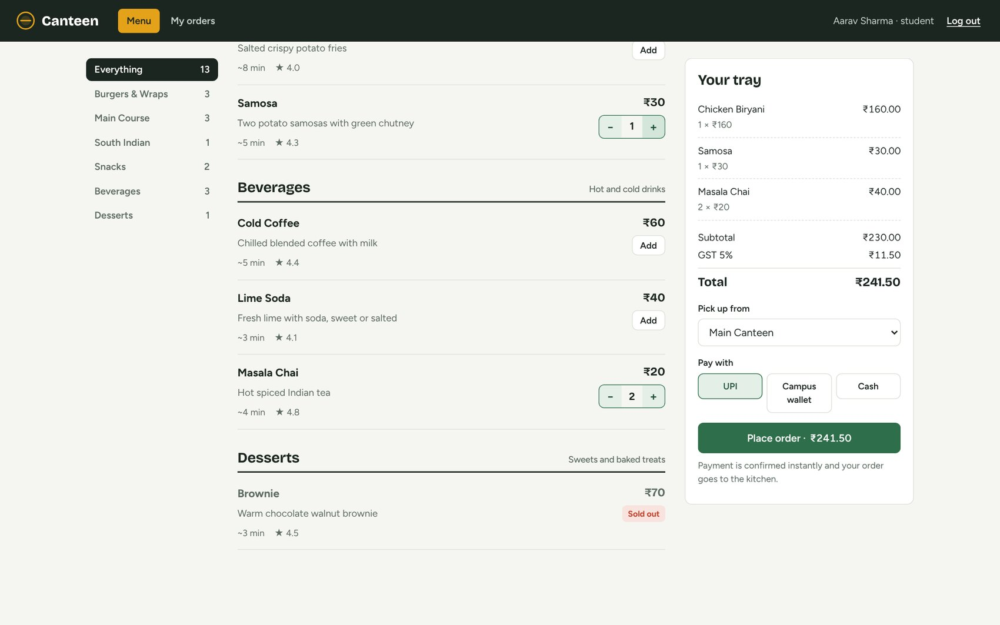 Canteen
Menu
My orders
Aarav Sharma · student
Log out
Everything 13
Burgers & Wraps 3
Main Course 3
South Indian 1
Snacks 2
Beverages 3
Desserts 1
Salted crispy potato fries
Add
~8 min ★ 4.0
Samosa
₹30
Two potato samosas with green chutney
− 1 +
~5 min ★ 4.3
Beverages
Hot and cold drinks
Cold Coffee
₹60
Chilled blended coffee with milk
Add
~5 min ★ 4.4
Lime Soda
₹40
Fresh lime with soda, sweet or salted
Add
~3 min ★ 4.1
Masala Chai
₹20
Hot spiced Indian tea
− 2 +
~4 min ★ 4.8
Desserts
Sweets and baked treats
Brownie
₹70
Warm chocolate walnut brownie
Sold out
~3 min ★ 4.5
Your tray
Chicken Biryani ₹160.00
1 × ₹160
Samosa ₹30.00
1 × ₹30
Masala Chai ₹40.00
2 × ₹20
Subtotal ₹230.00
GST 5% ₹11.50
Total ₹241.50
Pick up from
Main Canteen
Pay with
UPI
Campus
wallet
Cash
Place order · ₹241.50
Payment is confirmed instantly and your order
goes to the kitchen.